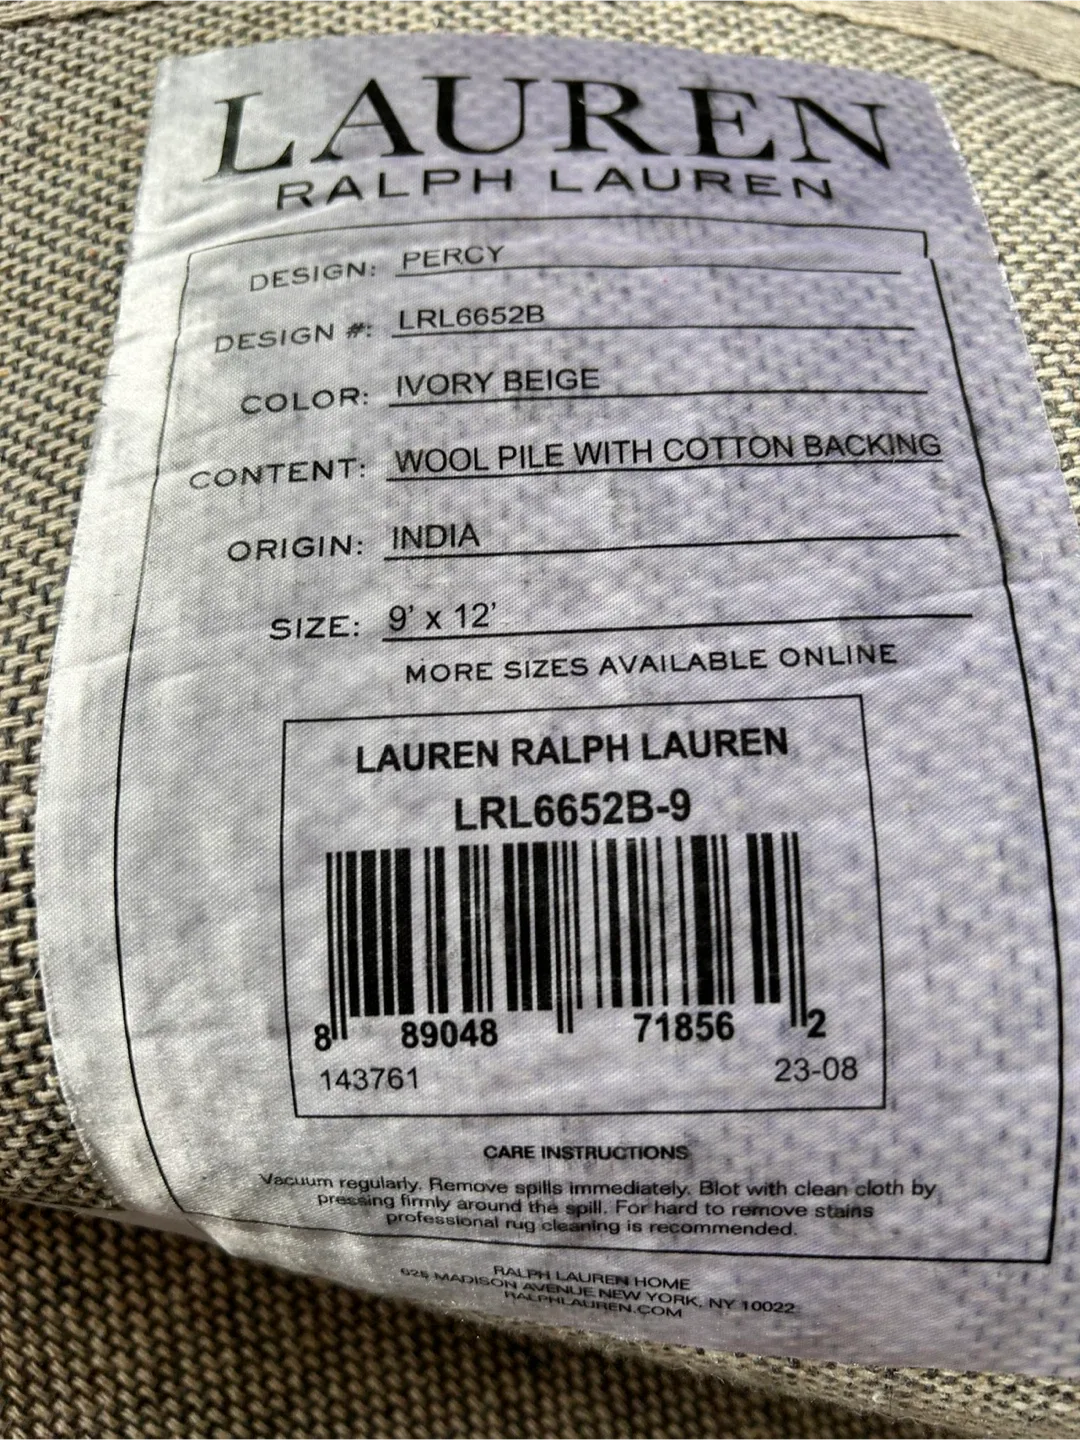 LAUREN
RALPH LAUREN
DESIGN: PERCY
DESIGN #: LRL6652B
COLOR: IVORY BEIGE
CONTENT: WOOL PILE WITH COTTON BACKING
ORIGIN: INDIA
SIZE: 9' x 12'
MORE SIZES AVAILABLE ONLINE
LAUREN RALPH LAUREN
LRL6652B-9
8 89048 71856 2
143761 23-08
CARE INSTRUCTIONS
Vacuum regularly. Remove spills immediately. Blot with clean cloth by
pressing firmly around the spill. For hard to remove stains
professional rug cleaning is recommended.
RALPH LAUREN HOME
625 MADISON AVENUE NEW YORK, NY 10022
RALPHLAUREN.COM